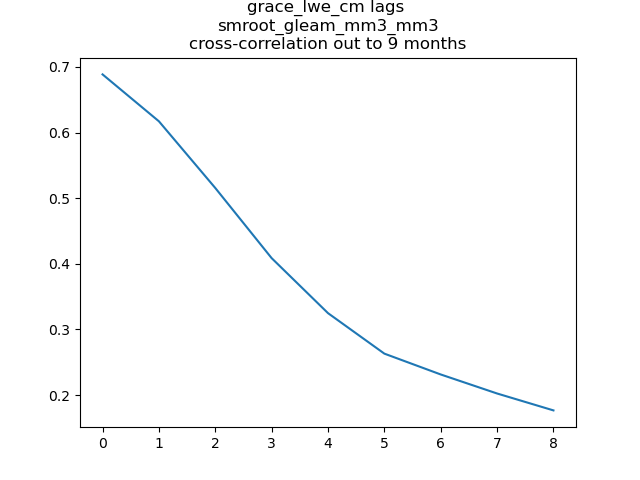 grace_lwe_cm lags
smroot_gleam_mm3_mm3
cross-correlation out to 9 months
0.7
0.6
0.5
0.4
0.3
0.2
0 1 2 3 4 5 6 7 8